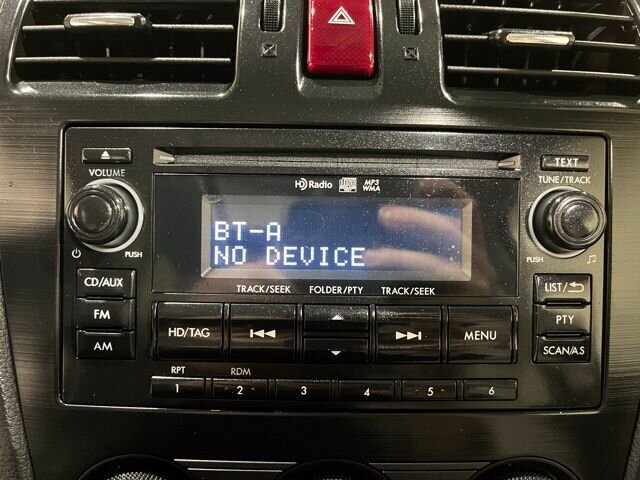 TEXT
VOLUME
HD Radio MP3 WMA
TUNE/TRACK
BT-A
NO DEVICE
PUSH
PUSH
CD/AUX
TRACK/SEEK FOLDER/PTY TRACK/SEEK
LIST/
FM
HD/TAG
MENU
PTY
AM
SCAN/A.S
RPT RDM
1 2 3 4 5 6